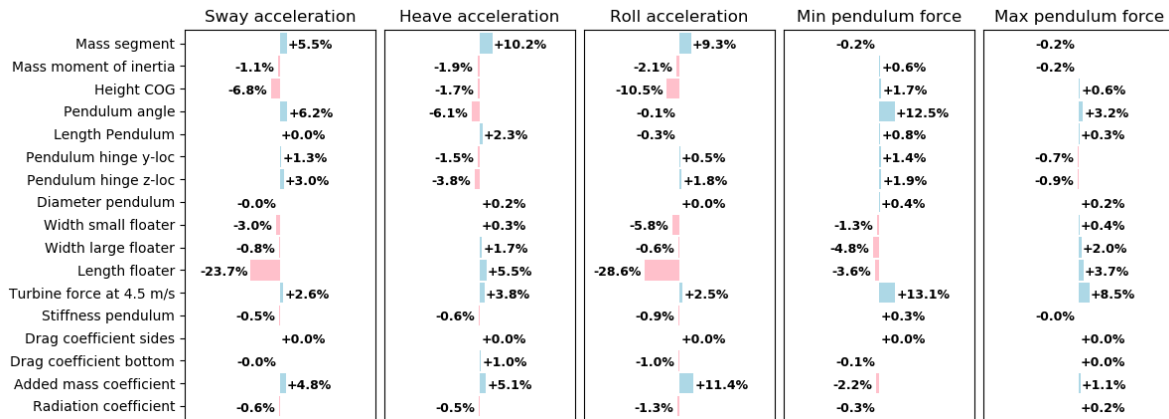 Sway acceleration Heave acceleration Roll acceleration Min pendulum force Max pendulum force
Mass segment +5.5% +10.2% +9.3% -0.2% -0.2%
Mass moment of inertia -1.1% -1.9% -2.1% +0.6% -0.2%
Height COG -6.8% -1.7% -10.5% +1.7% +0.6%
Pendulum angle +6.2% -6.1% -0.1% +12.5% +3.2%
Length Pendulum +0.0% +2.3% -0.3% +0.8% +0.3%
Pendulum hinge y-loc +1.3% -1.5% +0.5% +1.4% -0.7%
Pendulum hinge z-loc +3.0% -3.8% +1.8% +1.9% -0.9%
Diameter pendulum -0.0% +0.2% +0.0% +0.4% +0.2%
Width small floater -3.0% +0.3% -5.8% -1.3% +0.4%
Width large floater -0.8% +1.7% -0.6% -4.8% +2.0%
Length floater -23.7% +5.5% -28.6% -3.6% +3.7%
Turbine force at 4.5 m/s +2.6% +3.8% +2.5% +13.1% +8.5%
Stiffness pendulum -0.5% -0.6% -0.9% +0.3% -0.0%
Drag coefficient sides +0.0% +0.0% +0.0% +0.0% +0.0%
Drag coefficient bottom -0.0% +1.0% -1.0% -0.1% +0.0%
Added mass coefficient +4.8% +5.1% +11.4% -2.2% +1.1%
Radiation coefficient -0.6% -0.5% -1.3% -0.3% +0.2%